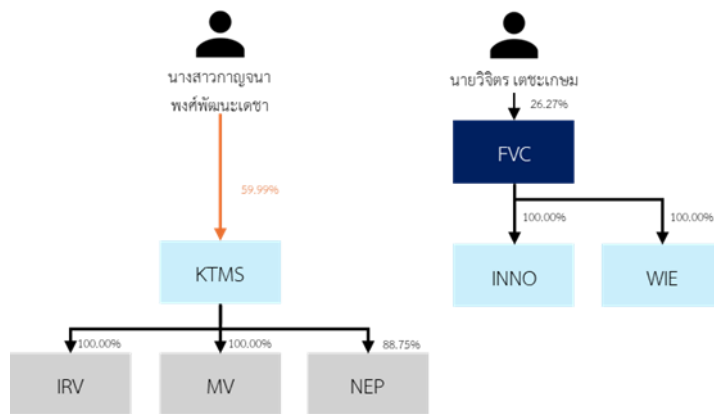 นางสาวกาญจนา
พงศ์พัฒนะเดชา
59.99%
KTMS
100.00%
100.00%
88.75%
IRV
MV
NEP
นายวิจิตร เตชะเกษม
26.27%
FVC
100.00%
100.00%
INNO
WIE